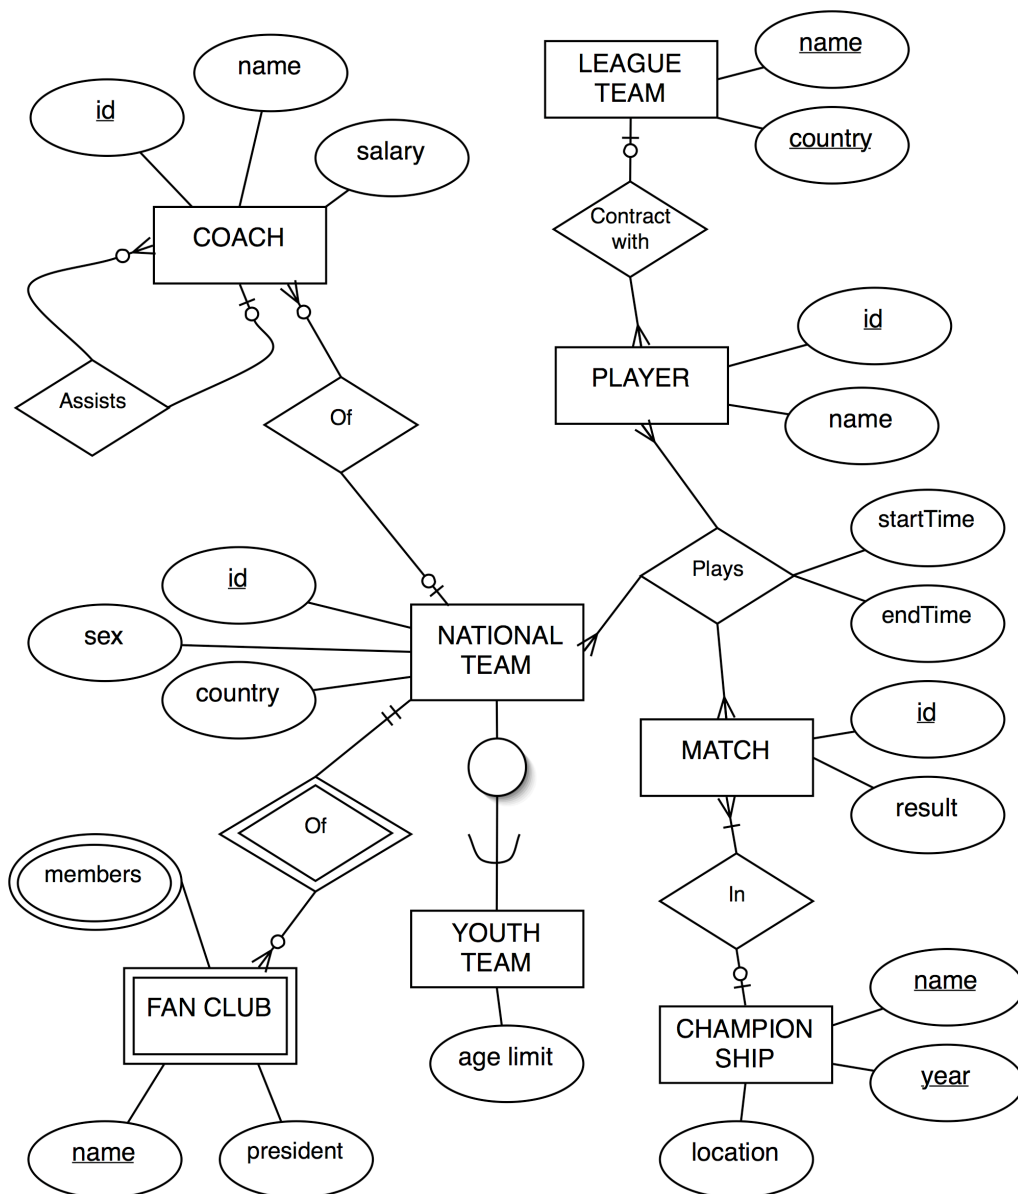 name
id
salary
COACH
Assists
Of
name
LEAGUE
TEAM
country
Contract
with
id
PLAYER
name
startTime
Plays
endTime
id
sex
NATIONAL
TEAM
country
id
MATCH
result
Of
members
In
YOUTH
TEAM
FAN CLUB
age limit
name
president
name
CHAMPION
SHIP
year
location